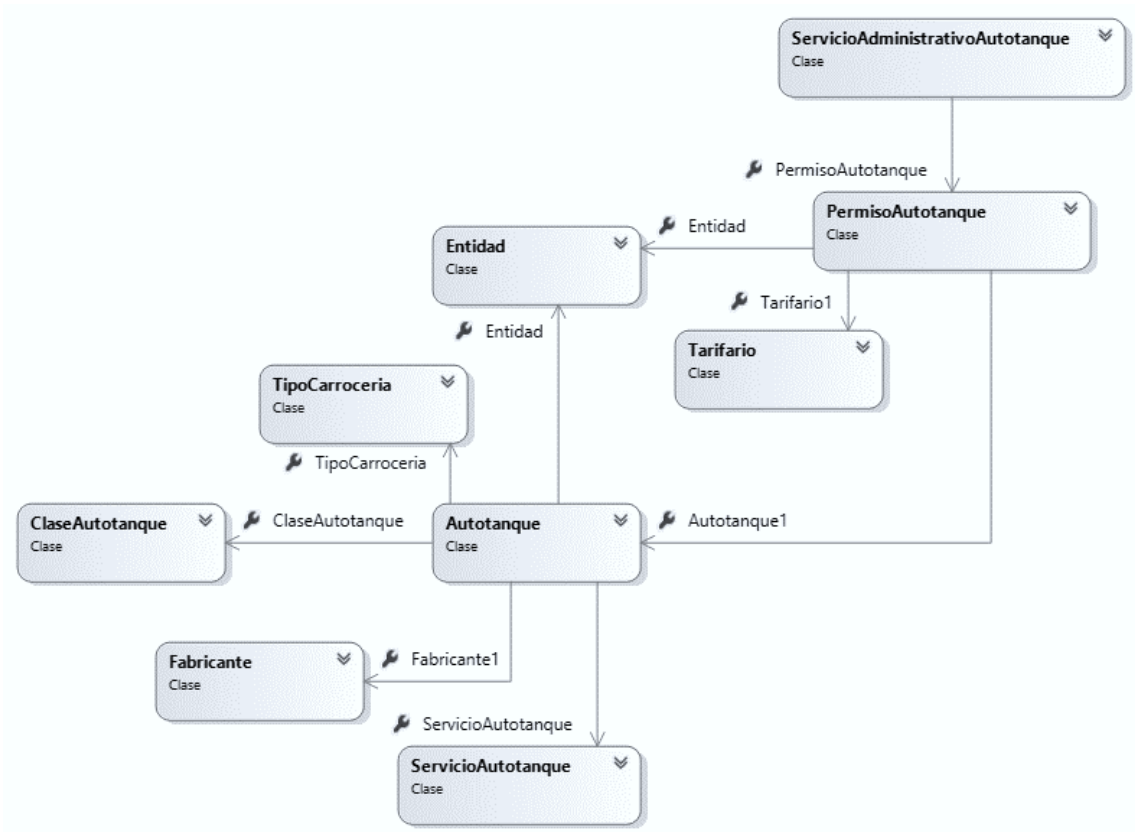 ServicioAdministrativoAutotanque
Clase
PermisoAutotanque
PermisoAutotanque
Clase
Entidad
Entidad
Clase
Tarifario1
Entidad
Tarifario
Clase
TipoCarroceria
Clase
TipoCarroceria
ClaseAutotanque
Clase
ClaseAutotanque
Autotanque
Clase
Autotanque1
Fabricante
Clase
Fabricante1
ServicioAutotanque
ServicioAutotanque
Clase